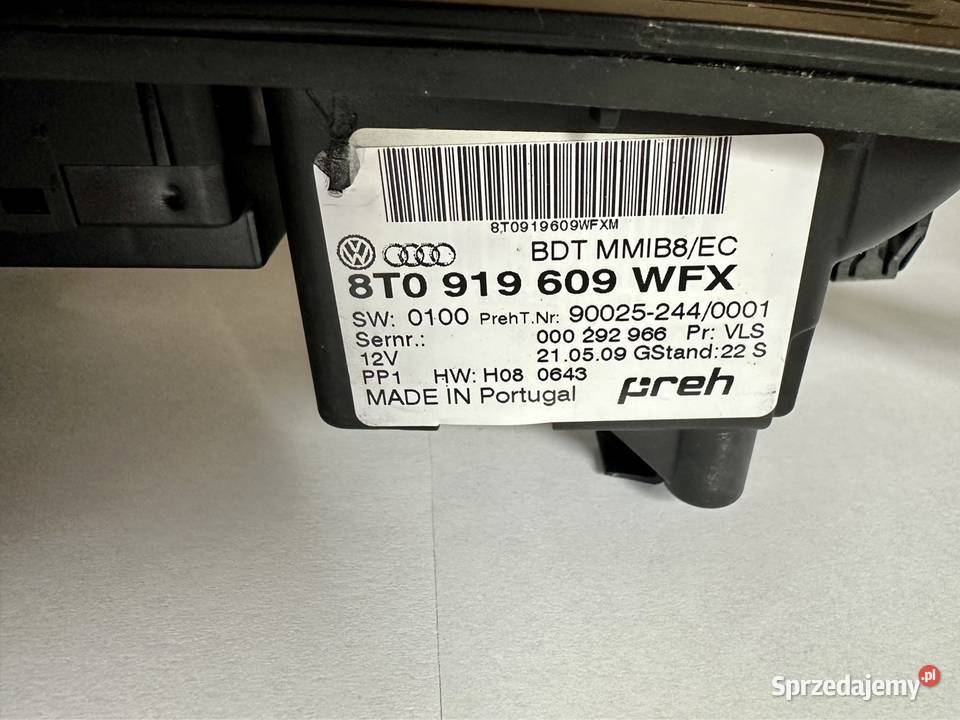 8T0919609WFXM
BDT MMIB8/EC
8T0 919 609 WFX
SW: 0100 PrehT.Nr: 90025-244/0001
Sernr.: 000 292 966 Pr: VLS
12V 21.05.09 GStand:22 S
PP1 HW: H08 0643
MADE IN Portugal preh
Sprzedajemy.pl